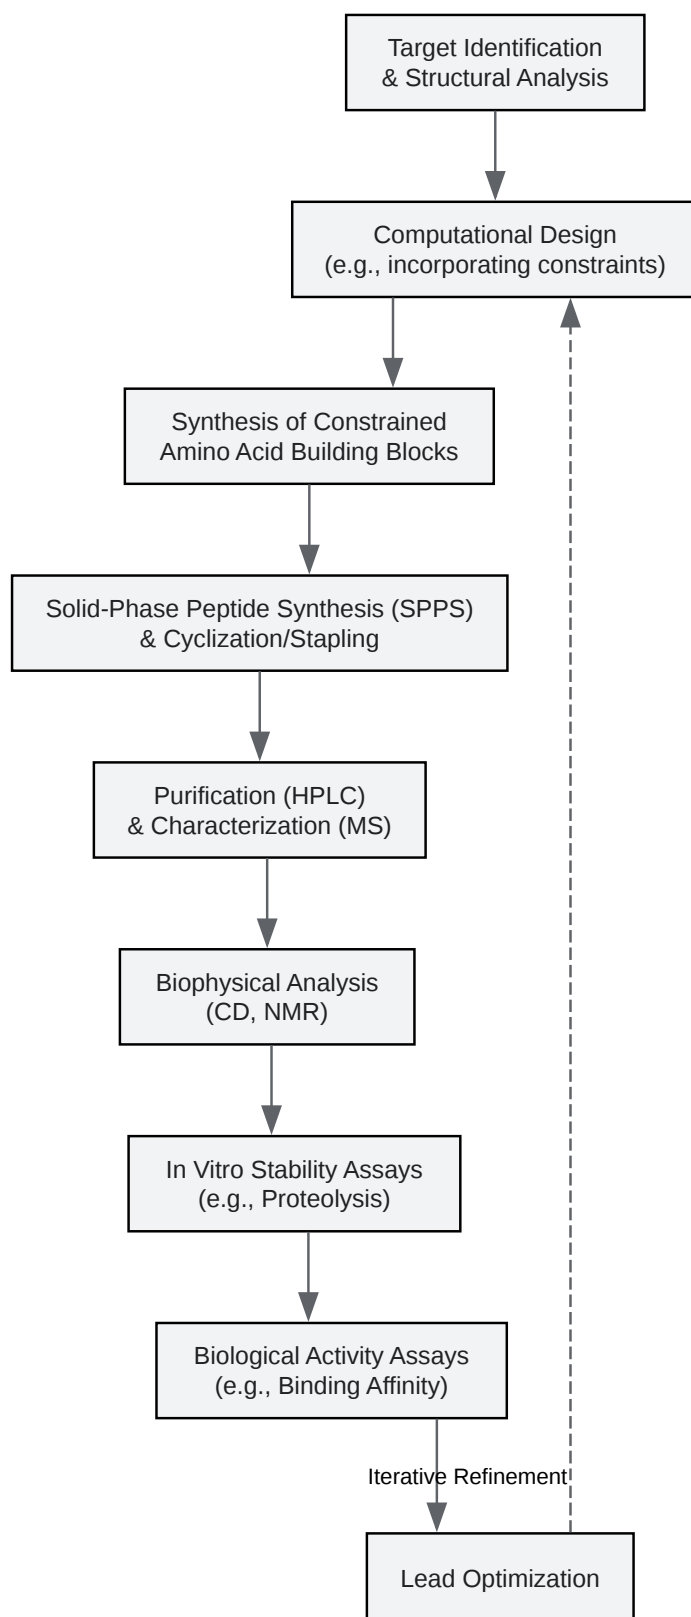 Target Identification
& Structural Analysis
Computational Design
(e.g., incorporating constraints)
Synthesis of Constrained
Amino Acid Building Blocks
Solid-Phase Peptide Synthesis (SPPS)
& Cyclization/Stapling
Purification (HPLC)
& Characterization (MS)
Biophysical Analysis
(CD, NMR)
In Vitro Stability Assays
(e.g., Proteolysis)
Biological Activity Assays
(e.g., Binding Affinity)
Iterative Refinement
Lead Optimization